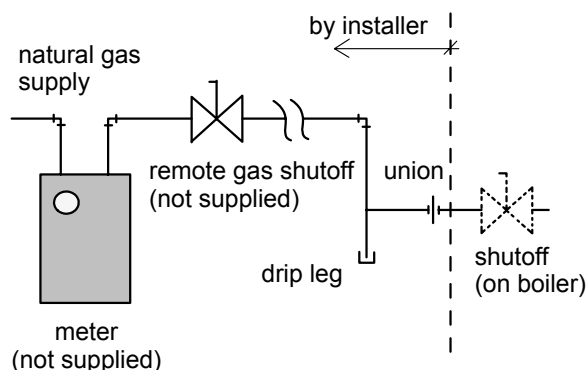 by installer
natural gas
supply
remote gas shutoff
(not supplied)
union
drip leg
shutoff
(on boiler)
meter
(not supplied)